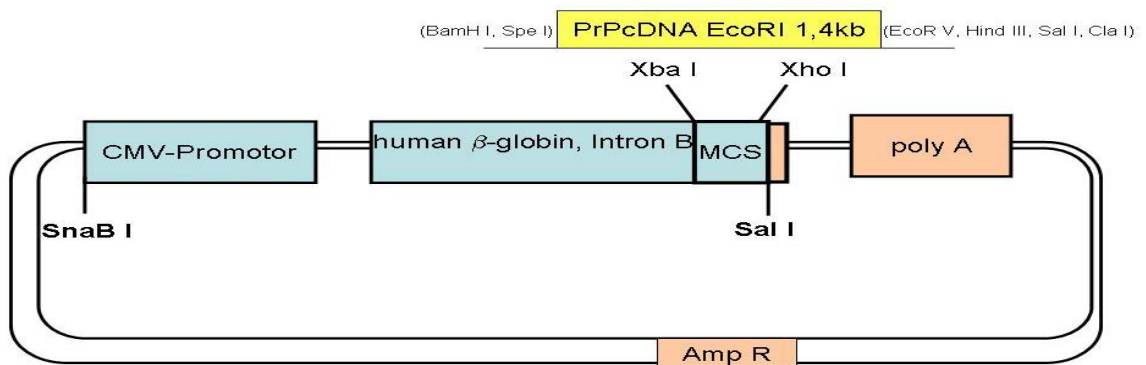 (BamH I, Spe I) PrPcDNA EcoRI 1,4kb (EcoR V, Hind III, Sal I, Cla I)
Xba I Xho I
CMV-Promotor human β-globin, Intron B MCS poly A
SnaB I Sal I
Amp R